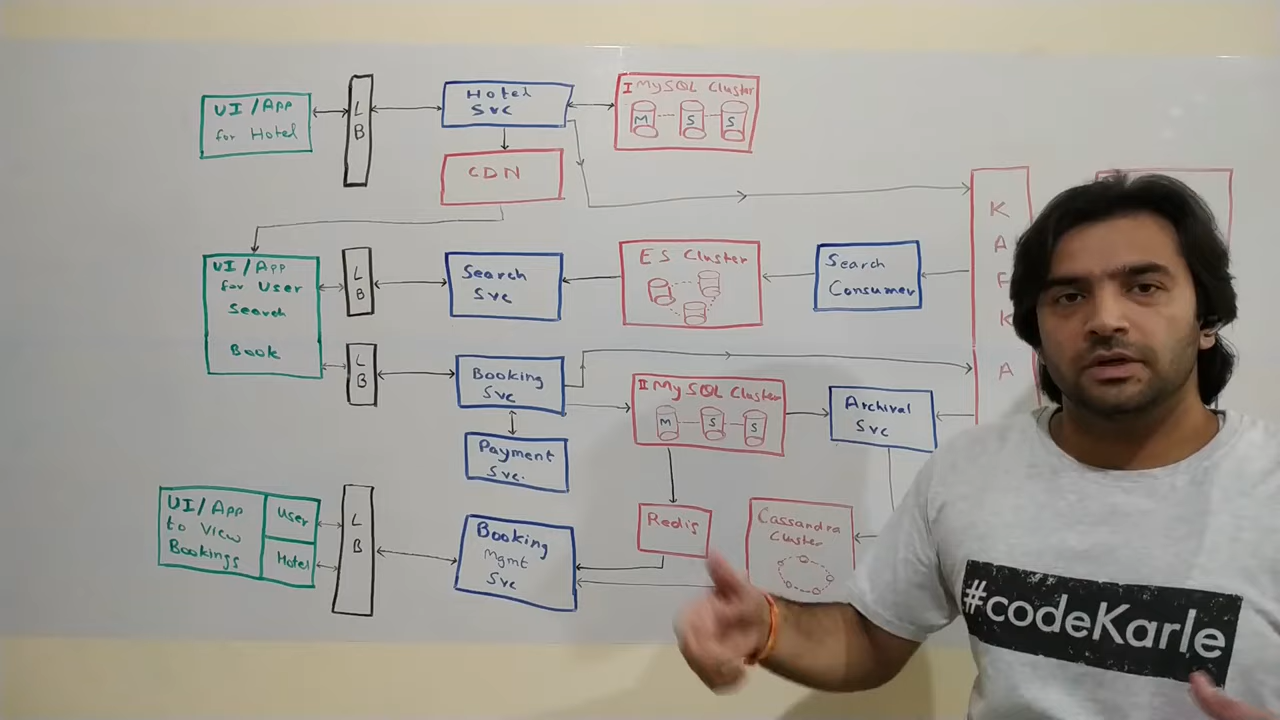 UI/App
for Hotel
L
B
Hotel
Svc
I MySQL Cluster
M
S
S
CDN
UI/App
for User
Search
Book
L
B
Search
Svc
ES Cluster
Search
Consumer
K
A
F
K
A
L
B
Booking
Svc
II MySQL Cluster
M
S
S
Archival
Svc
Payment
Svc.
UI/App
to View
Bookings
User
Hotel
L
B
Booking
Mgmt
Svc
Redis
Cassandra
Cluster
#codeKarle